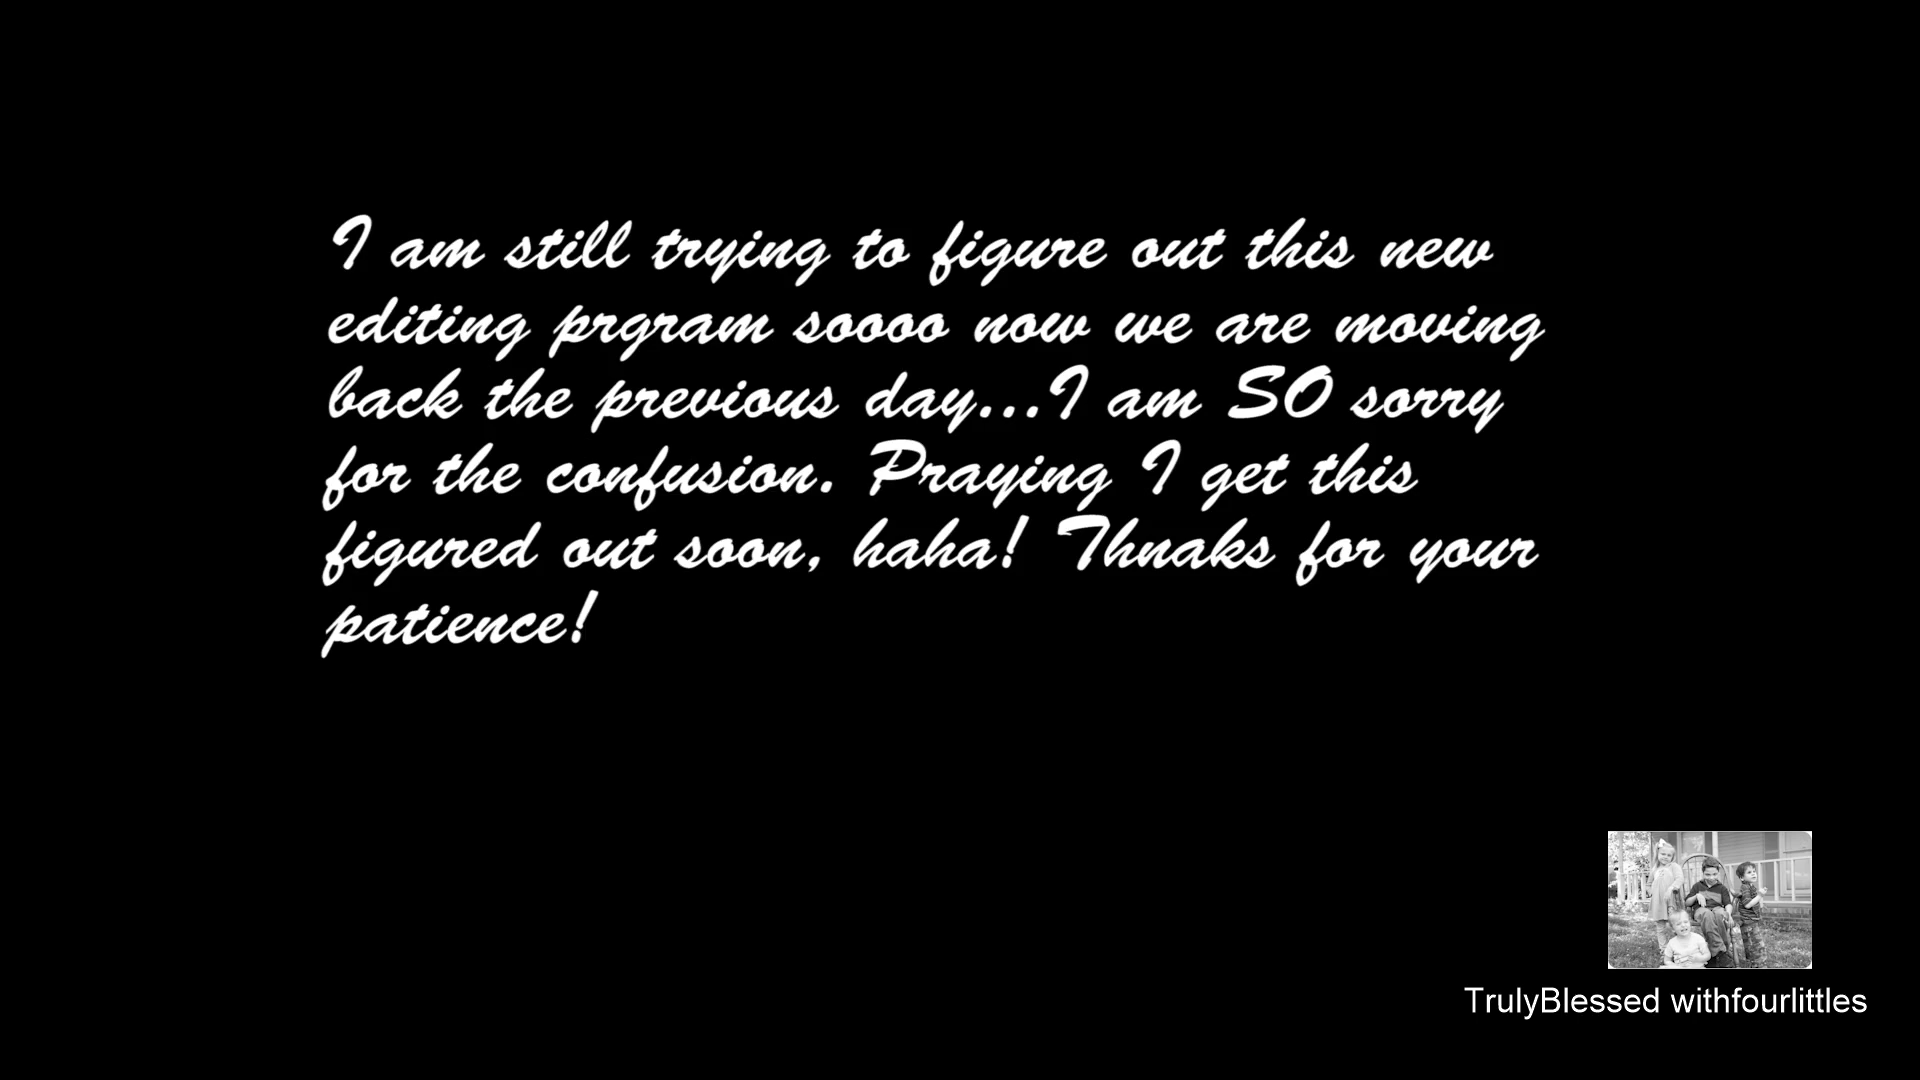 I am still trying to figure out this new
editing prgram soooo now we are moving
back the previous day...I am SO sorry
for the confusion. Praying I get this
figured out soon, haha! Thnaks for your
patience!
TrulyBlessed withfourlittles